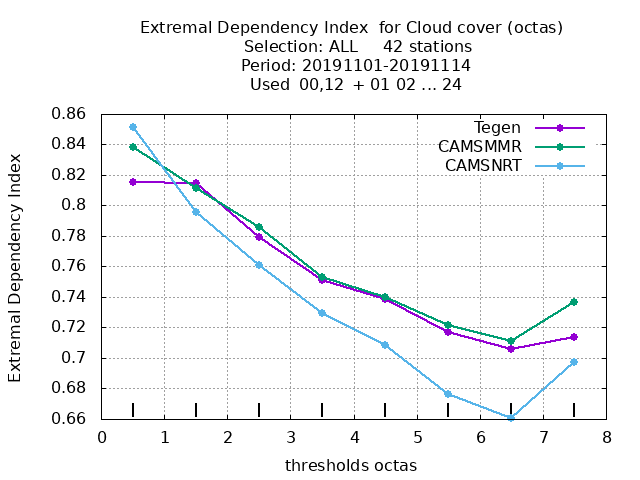 Extremal Dependency Index  for Cloud cover (octas)
Selection: ALL     42 stations
Period: 20191101-20191114
Used  00,12  + 01 02 ... 24
Tegen
CAMSMMR
CAMSNRT
Extremal Dependency Index
0.86
0.84
0.82
0.8
0.78
0.76
0.74
0.72
0.7
0.68
0.66
0 1 2 3 4 5 6 7 8
thresholds octas